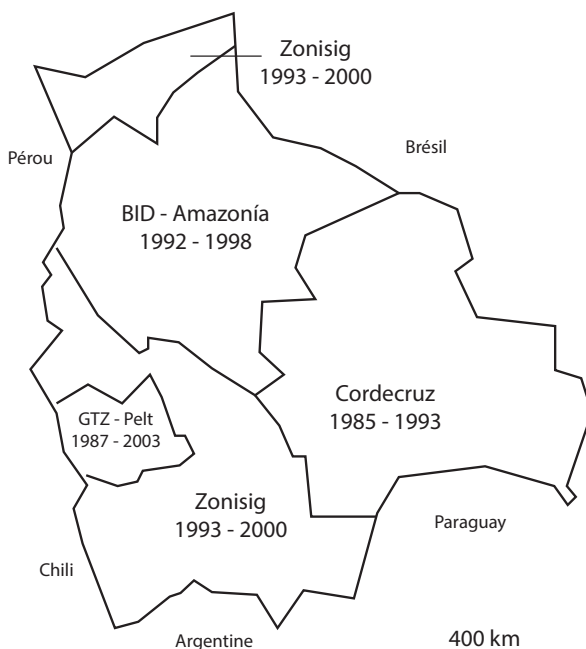 Zonisig
1993 - 2000
Brésil
Pérou
BID - Amazonía
1992 - 1998
Cordecruz
1985 - 1993
GTZ - Pelt
1987 - 2003
Zonisig
1993 - 2000
Paraguay
Chili
Argentine
400 km